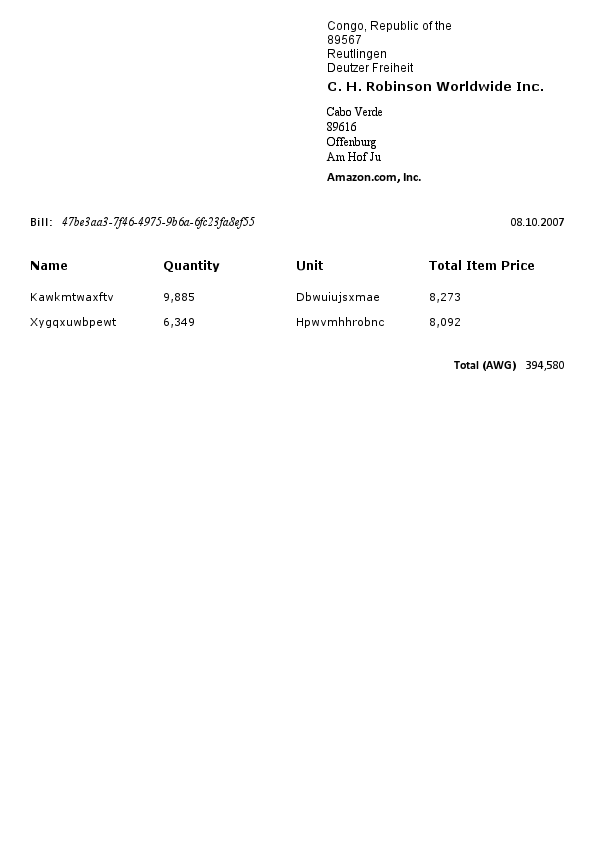 Congo, Republic of the
89567
Reutlingen
Deutzer Freiheit
C. H. Robinson Worldwide Inc.
Cabo Verde
89616
Offenburg
Am Hof Ju
Amazon.com, Inc.
Bill: 47be3aa3-7f46-4975-9b6a-6fc23fa8ef55 08.10.2007
Name Quantity Unit Total Item Price
Kawkmtwaxftv 9,885 Dbwuiujsxmae 8,273
Xygqxuwbpewt 6,349 Hpwvmhhrobnc 8,092
Total (AWG) 394,580